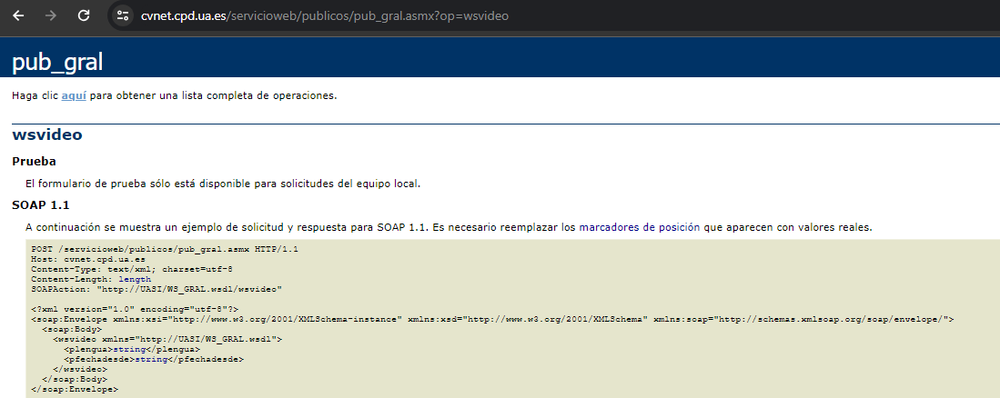 cvnet.cpd.ua.es/servicioweb/publicos/pub_gral.asmx?op=wsvideo
pub_gral
Haga clic aquí para obtener una lista completa de operaciones.
wsvideo
Prueba
El formulario de prueba sólo está disponible para solicitudes del equipo local.
SOAP 1.1
A continuación se muestra un ejemplo de solicitud y respuesta para SOAP 1.1. Es necesario reemplazar los marcadores de posición que aparecen con valores reales.
POST /servicioweb/publicos/pub_gral.asmx HTTP/1.1
Host: cvnet.cpd.ua.es
Content-Type: text/xml; charset=utf-8
Content-Length: length
SOAPAction: "http://UASI/WS_GRAL.wsdl/wsvideo"
<?xml version="1.0" encoding="utf-8"?>
<soap:Envelope xmlns:xsi="http://www.w3.org/2001/XMLSchema-instance" xmlns:xsd="http://www.w3.org/2001/XMLSchema" xmlns:soap="http://schemas.xmlsoap.org/soap/envelope/">
<soap:Body>
<wsvideo xmlns="http://UASI/WS_GRAL.wsdl">
<plengua>string</plengua>
<pfechadesde>string</pfechadesde>
</wsvideo>
</soap:Body>
</soap:Envelope>